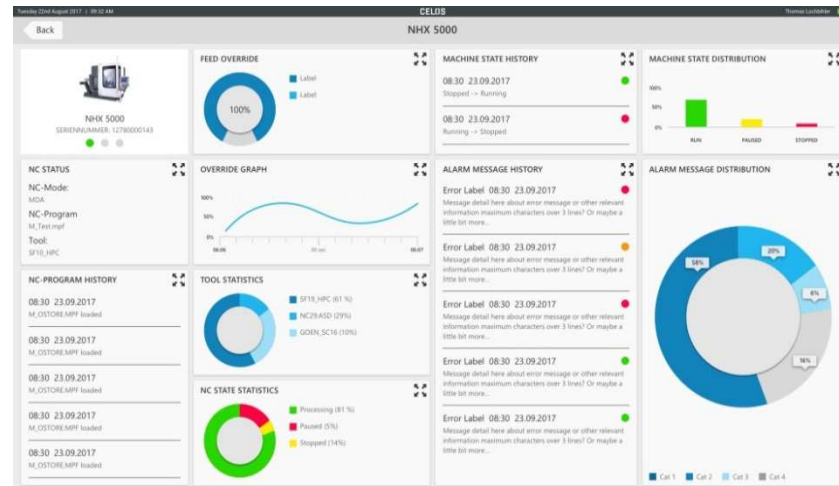 Tuesday 22nd August 2017 | 09:32 AM
CELOS
Thomas Lochbihler
Back
NHX 5000
NHX 5000
SERIENNUMMER: 12780000143
FEED OVERRIDE
100%
Label
Label
MACHINE STATE HISTORY
08:30 23.09.2017
Stopped -> Running
08:30 23.09.2017
Running -> Stopped
MACHINE STATE DISTRIBUTION
100%
50%
0%
RUN
PAUSED
STOPPED
NC STATUS
NC-Mode:
MDA
NC-Program
M_Test.mpf
Tool:
SF10_HPC
OVERRIDE GRAPH
100%
50%
0%
06:06
30 sec
06:07
ALARM MESSAGE HISTORY
Error Label 08:30 23.09.2017
Message detail here about error message or other relevant
information maximum characters over 3 lines? Or maybe a
little bit more...
Error Label 08:30 23.09.2017
Message detail here about error message or other relevant
information maximum characters over 3 lines? Or maybe a
little bit more...
Error Label 08:30 23.09.2017
Message detail here about error message or other relevant
information maximum characters over 3 lines? Or maybe a
little bit more...
Error Label 08:30 23.09.2017
Message detail here about error message or other relevant
information maximum characters over 3 lines? Or maybe a
little bit more...
Error Label 08:30 23.09.2017
Message detail here about error message or other relevant
information maximum characters over 3 lines? Or maybe a
little bit more...
ALARM MESSAGE DISTRIBUTION
58%
20%
6%
16%
Cat 1
Cat 2
Cat 3
Cat 4
NC-PROGRAM HISTORY
08:30 23.09.2017
M_OSTORE.MPF loaded
08:30 23.09.2017
M_OSTORE.MPF loaded
08:30 23.09.2017
M_OSTORE.MPF loaded
08:30 23.09.2017
M_OSTORE.MPF loaded
08:30 23.09.2017
M_OSTORE.MPF loaded
TOOL STATISTICS
SF19_HPC (61 %)
NC29:ASD (29%)
GOEN_SC16 (10%)
NC STATE STATISTICS
Processing (81 %)
Paused (5%)
Stopped (14%)